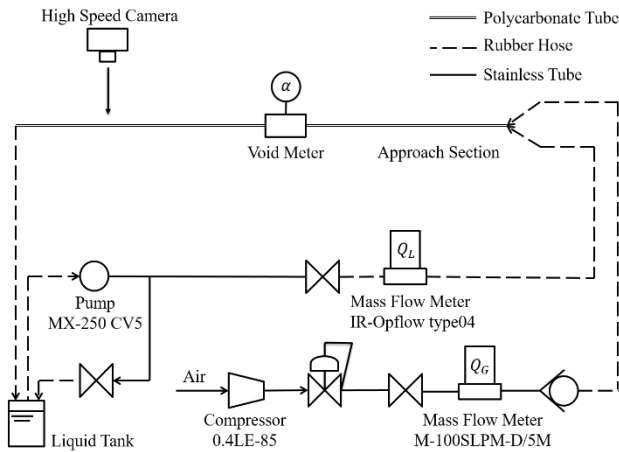 High Speed Camera
Polycarbonate Tube
Rubber Hose
Stainless Tube
α
Void Meter
Approach Section
Q_L
Pump
MX-250 CV5
Mass Flow Meter
IR-Opflow type04
Air
Q_G
Liquid Tank
Compressor
0.4LE-85
Mass Flow Meter
M-100SLPM-D/5M